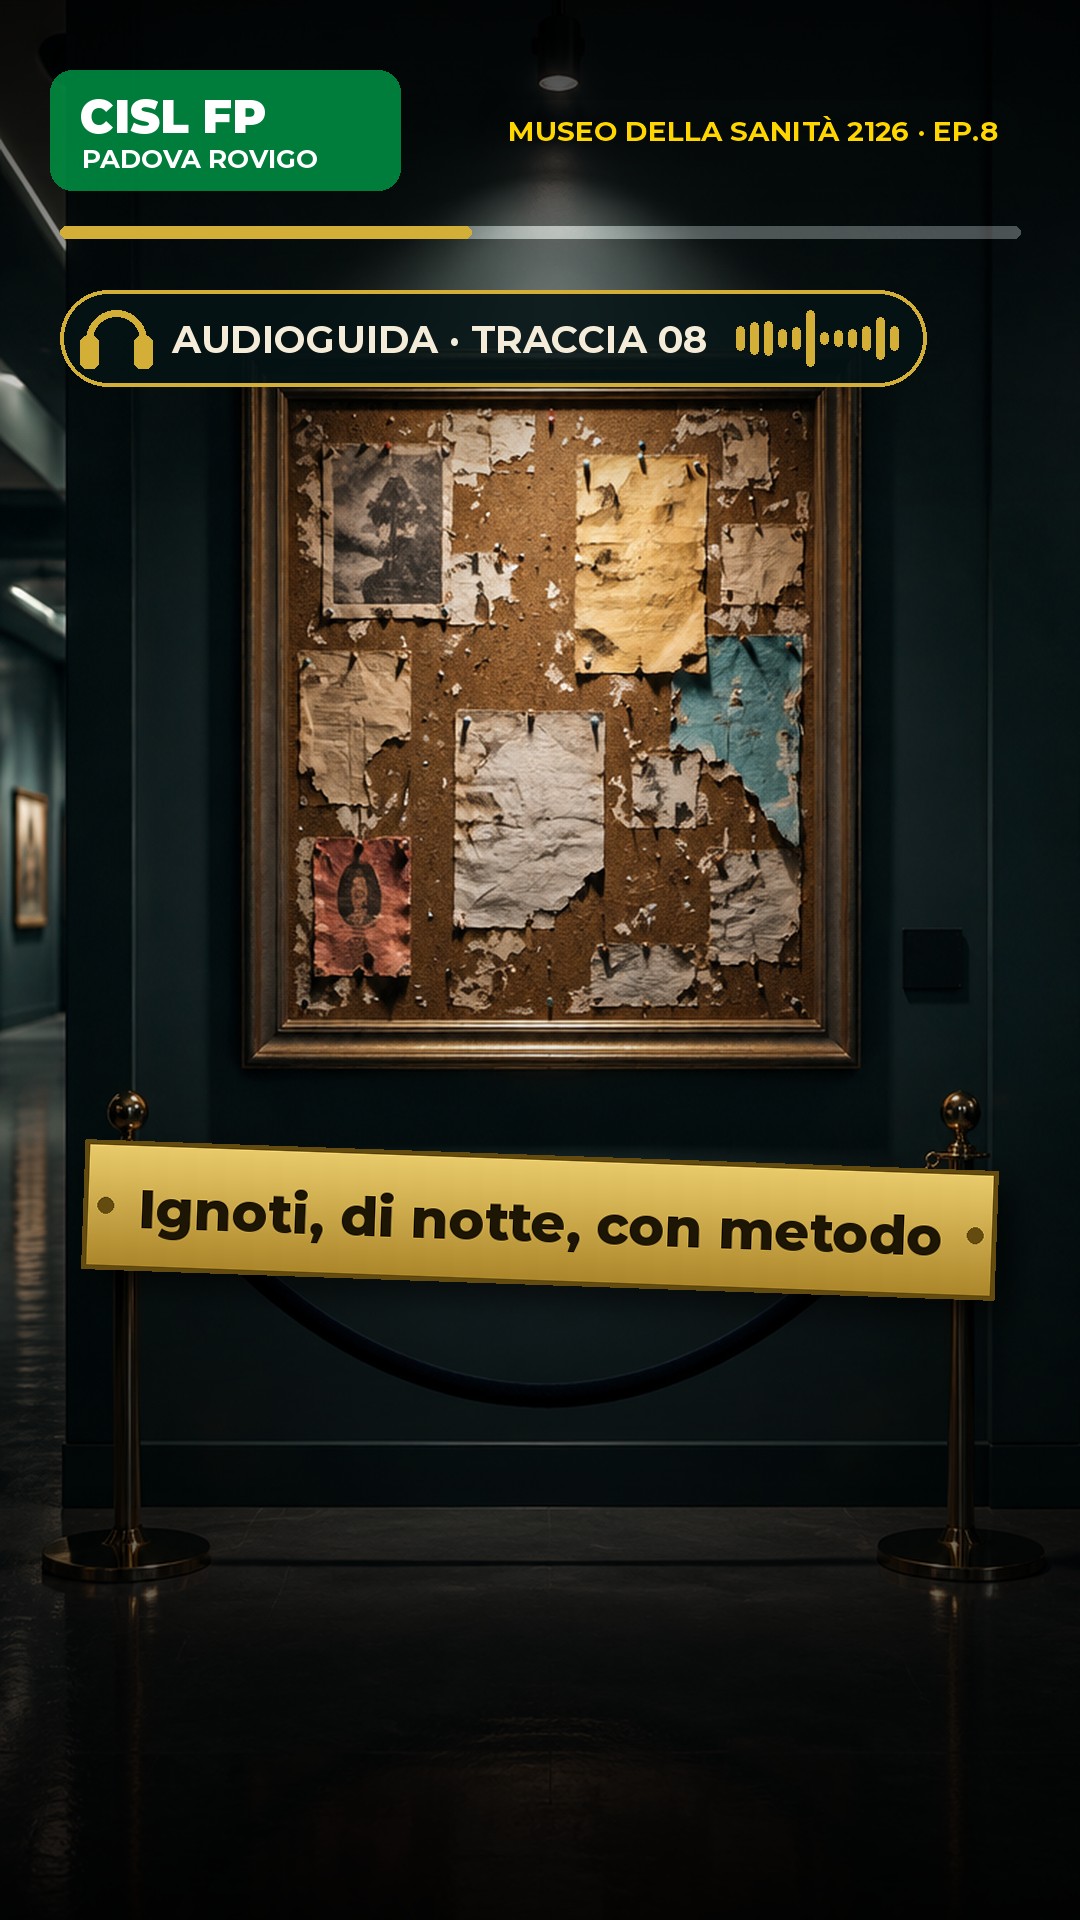 CISL FP
PADOVA ROVIGO
MUSEO DELLA SANITÀ 2126 · EP.8
AUDIOGUIDA · TRACCIA 08
Ignoti, di notte, con metodo